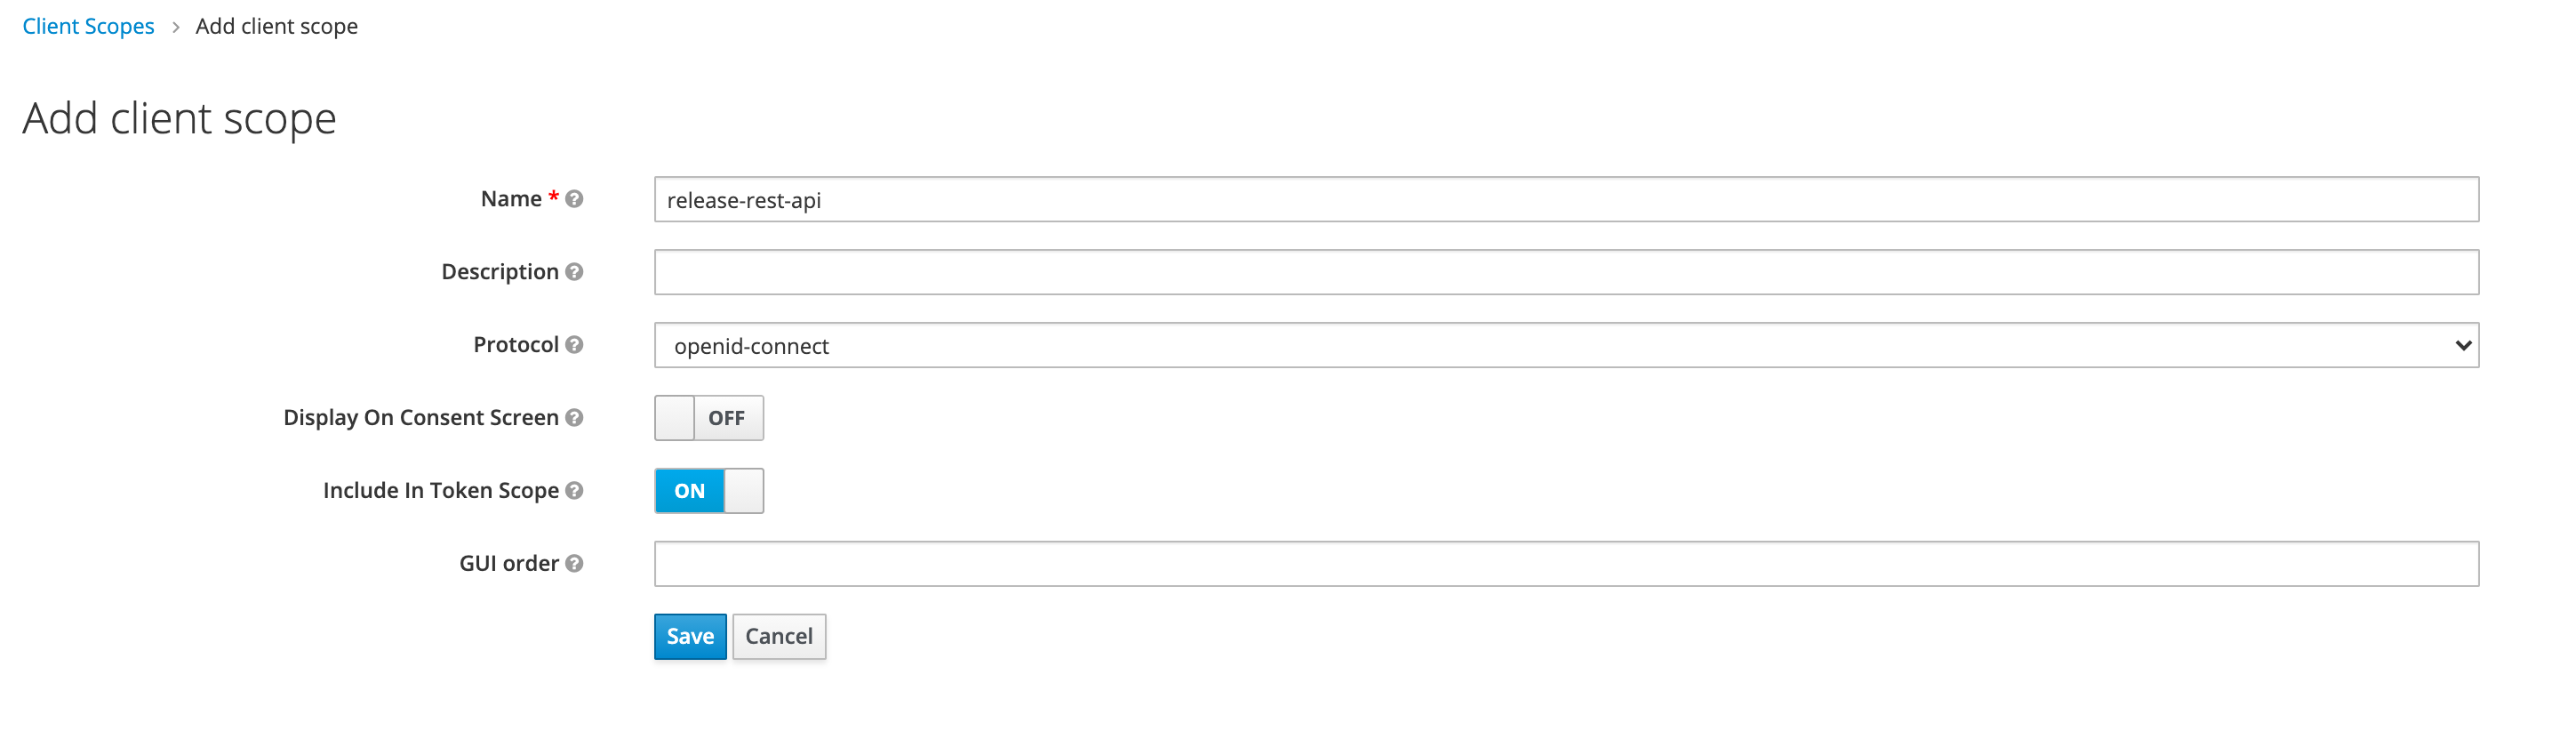 Client Scopes > Add client scope
Add client scope
Name * release-rest-api
Description
Protocol openid-connect
Display On Consent Screen OFF
Include In Token Scope ON
GUI order
Save Cancel